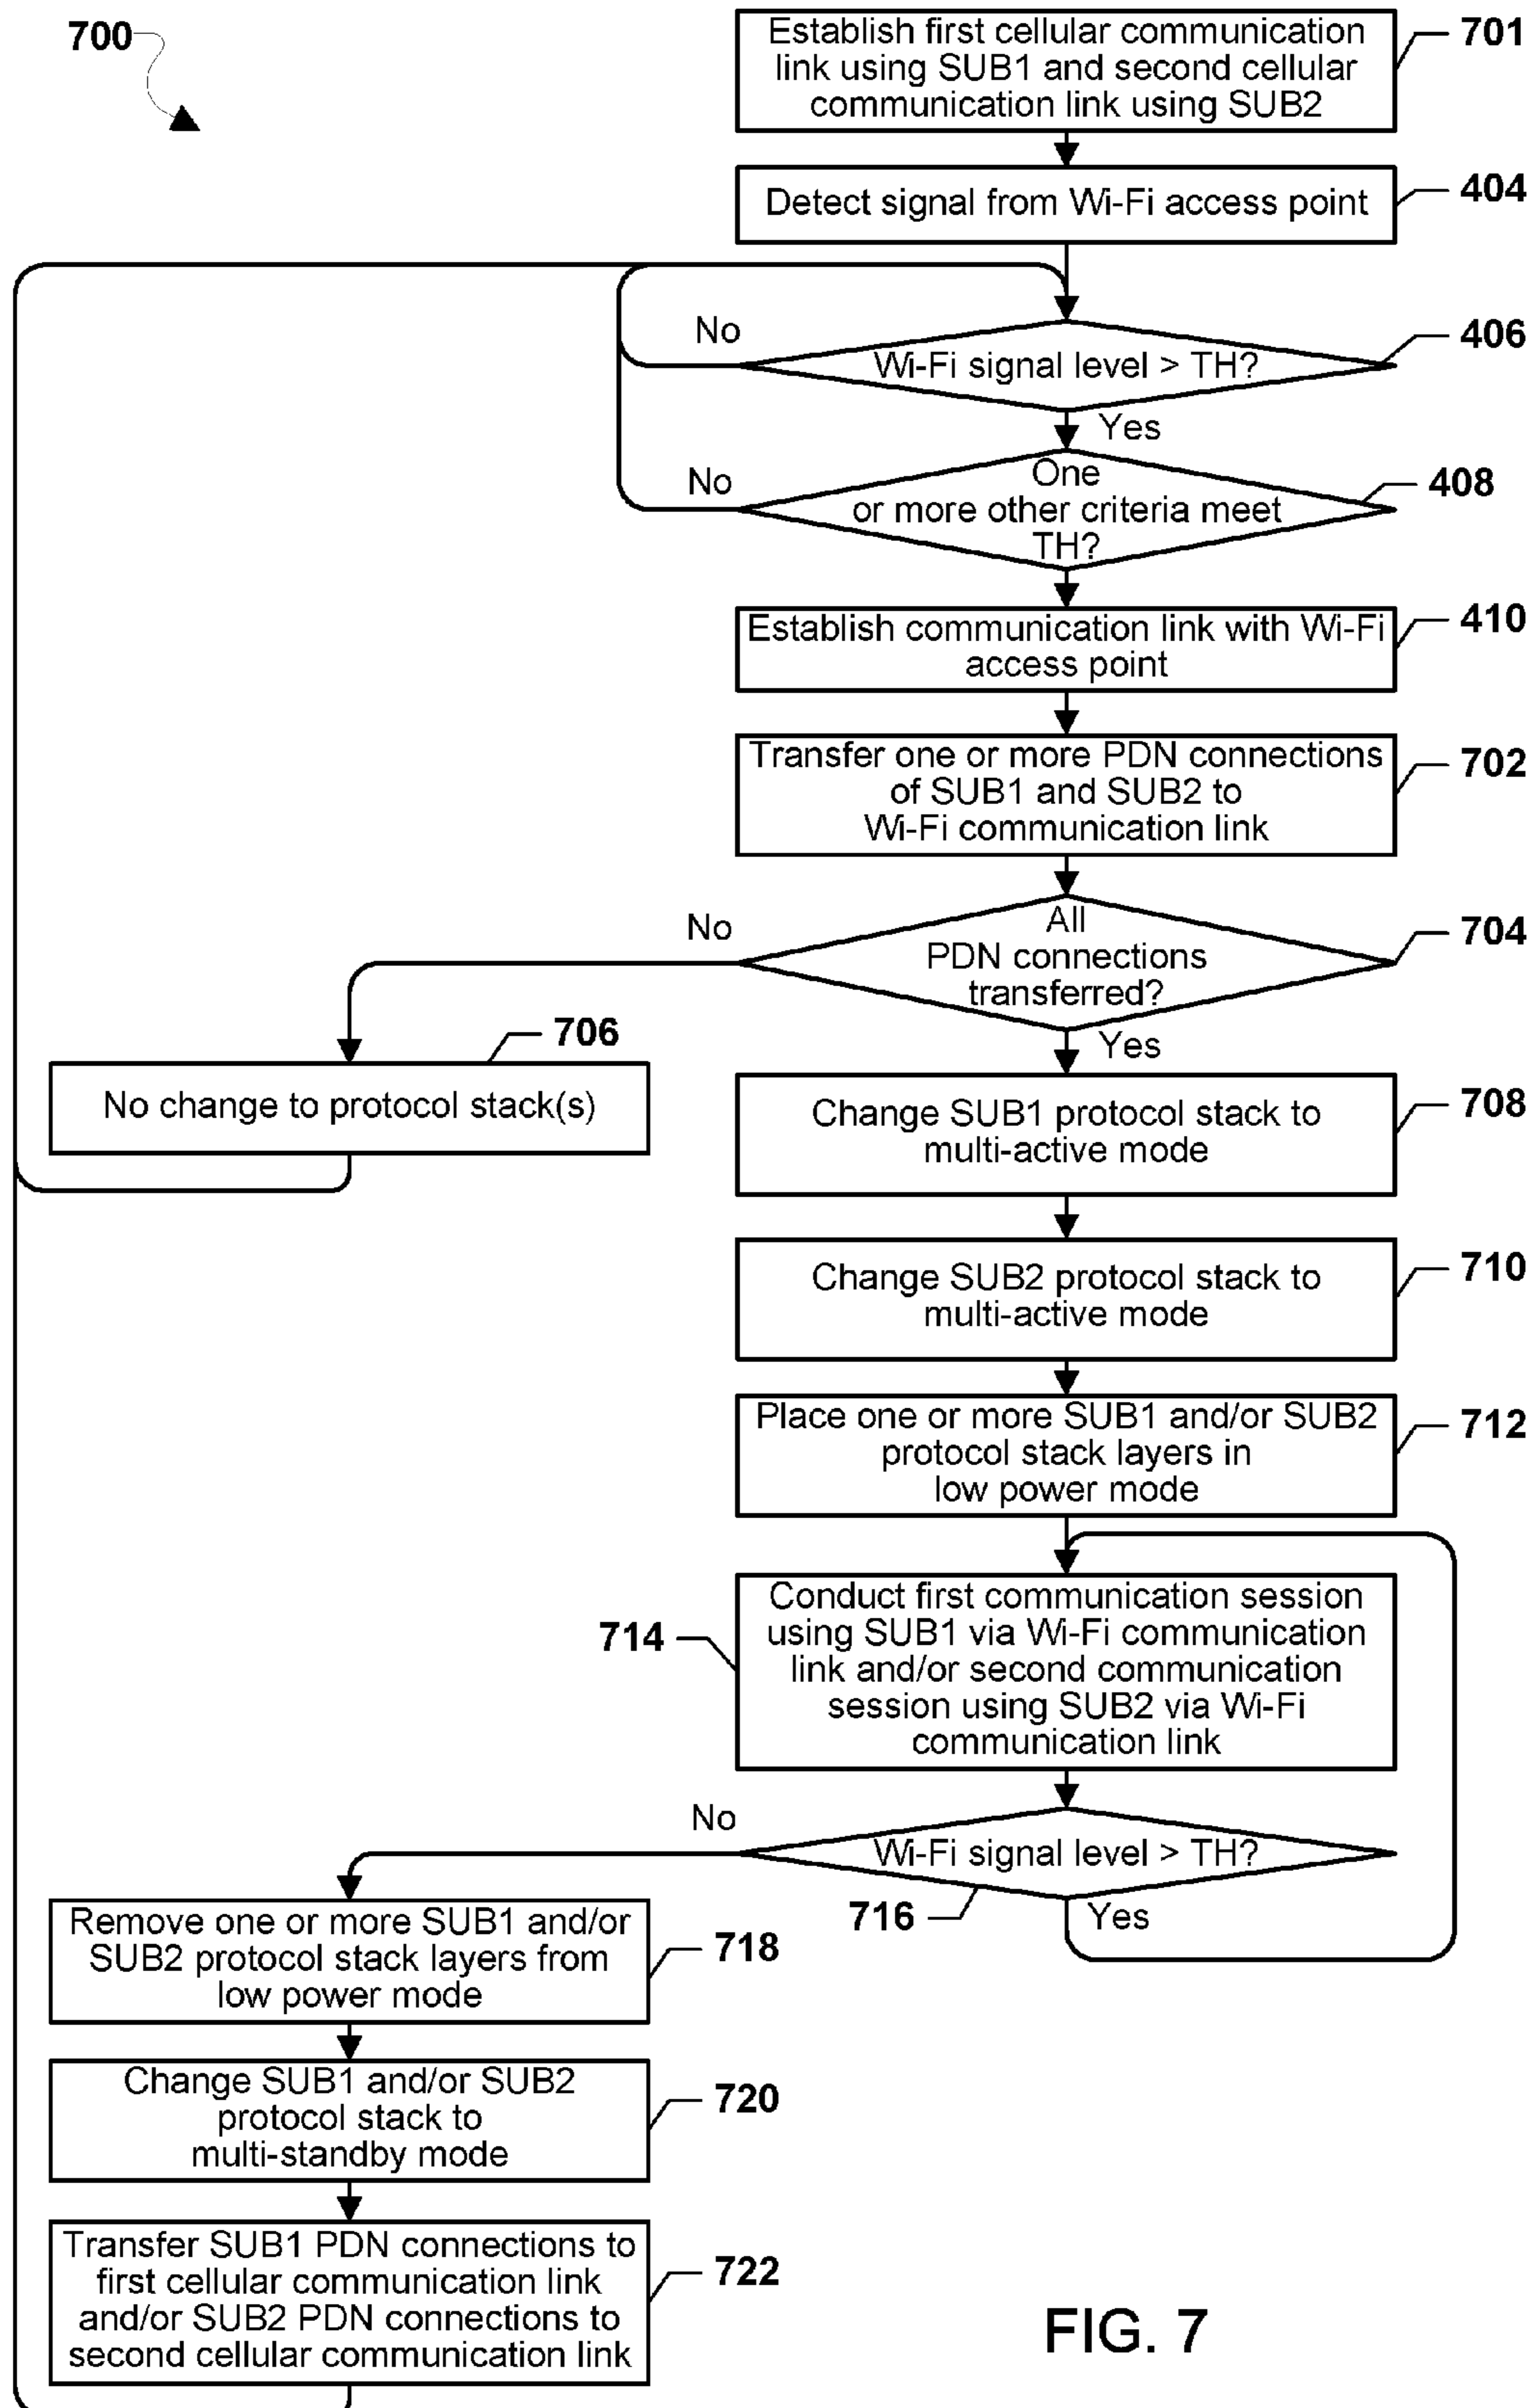 700
Establish first cellular communication
link using SUB1 and second cellular
communication link using SUB2
701
Detect signal from Wi-Fi access point
404
No
Wi-Fi signal level > TH?
406
Yes
No
One
or more other criteria meet
TH?
408
Establish communication link with Wi-Fi
access point
410
Transfer one or more PDN connections
of SUB1 and SUB2 to
Wi-Fi communication link
702
No
All
PDN connections
transferred?
704
Yes
706
No change to protocol stack(s)
Change SUB1 protocol stack to
multi-active mode
708
Change SUB2 protocol stack to
multi-active mode
710
Place one or more SUB1 and/or SUB2
protocol stack layers in
low power mode
712
714
Conduct first communication session
using SUB1 via Wi-Fi communication
link and/or second communication
session using SUB2 via Wi-Fi
communication link
No
Wi-Fi signal level > TH?
716
Yes
Remove one or more SUB1 and/or
SUB2 protocol stack layers from
low power mode
718
Change SUB1 and/or SUB2
protocol stack to
multi-standby mode
720
Transfer SUB1 PDN connections to
first cellular communication link
and/or SUB2 PDN connections to
second cellular communication link
722
FIG. 7